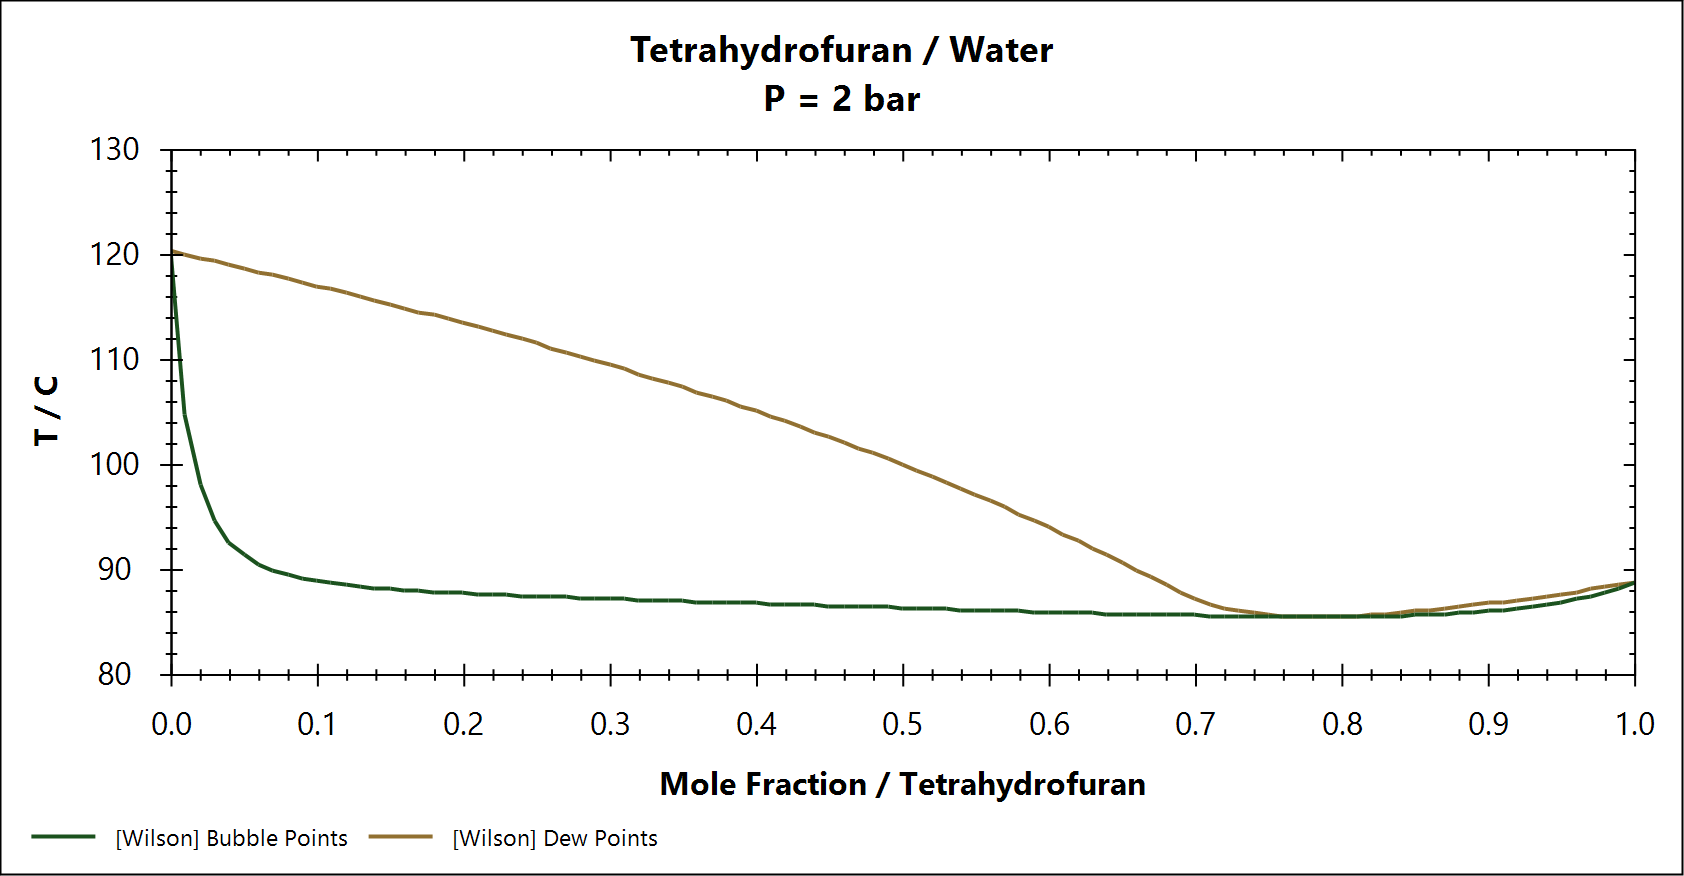 Tetrahydrofuran / Water
P = 2 bar
130
120
110
100
90
80
T / C
0.0 0.1 0.2 0.3 0.4 0.5 0.6 0.7 0.8 0.9 1.0
Mole Fraction / Tetrahydrofuran
[Wilson] Bubble Points [Wilson] Dew Points